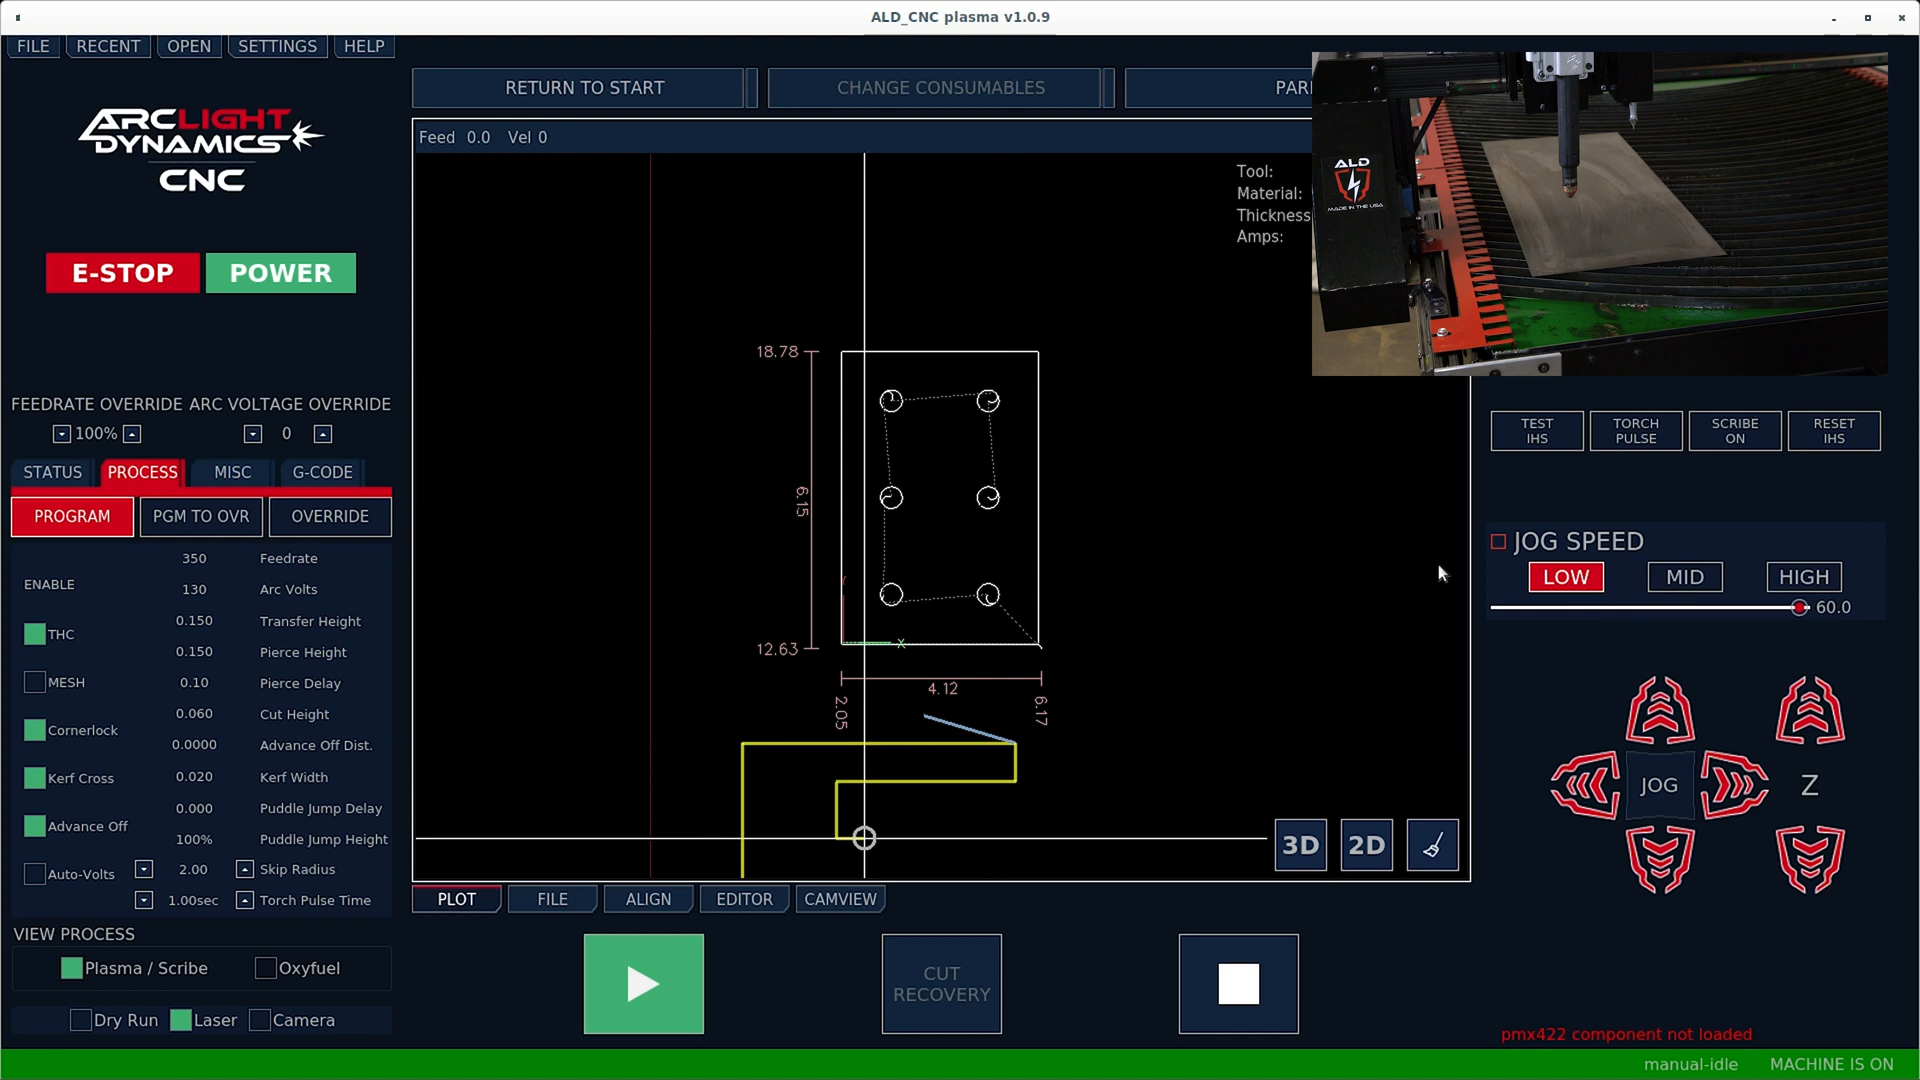 ALD_CNC plasma v1.0.9
FILE RECENT OPEN SETTINGS HELP
ARCLIGHT
DYNAMICS
CNC
E-STOP POWER
FEEDRATE OVERRIDE ARC VOLTAGE OVERRIDE
100% 0
STATUS PROCESS MISC G-CODE
PROGRAM PGM TO OVR OVERRIDE
ENABLE
THC
MESH
Cornerlock
Kerf Cross
Advance Off
Auto-Volts
350 Feedrate
130 Arc Volts
0.150 Transfer Height
0.150 Pierce Height
0.10 Pierce Delay
0.060 Cut Height
0.0000 Advance Off Dist.
0.020 Kerf Width
0.000 Puddle Jump Delay
100% Puddle Jump Height
2.00 Skip Radius
1.00sec Torch Pulse Time
VIEW PROCESS
Plasma / Scribe Oxyfuel
Dry Run Laser Camera
RETURN TO START CHANGE CONSUMABLES
Feed 0.0 Vel 0
Tool:
Material:
Thickness
Amps:
18.78
6.15
12.63
X
4.12
2.05
6.17
3D 2D
PLOT FILE ALIGN EDITOR CAMVIEW
CUT
RECOVERY
ALD
MADE IN THE USA
TEST
IHS
TORCH
PULSE
SCRIBE
ON
RESET
IHS
JOG SPEED
LOW MID HIGH
60.0
JOG
Z
pmx422 component not loaded
manual-idle MACHINE IS ON